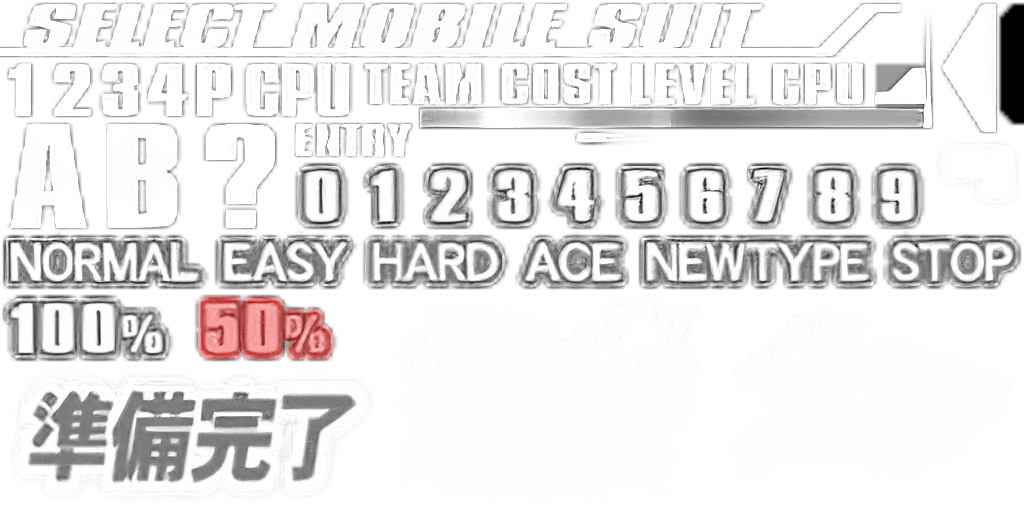 SELECT MOBILE SUIT
1 2 3 4 P CPU TEAM COST LEVEL CPU
A B ? ENTRY
0 1 2 3 4 5 6 7 8 9
NORMAL EASY HARD ACE NEWTYPE STOP
100% 50%
準備完了